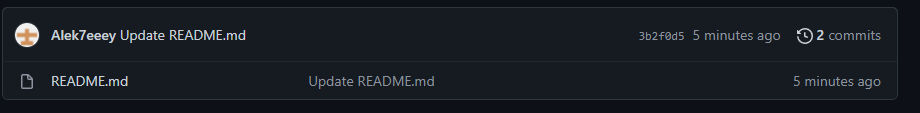 Alek7eeey Update README.md 3b2f0d5 5 minutes ago 2 commits
README.md Update README.md 5 minutes ago